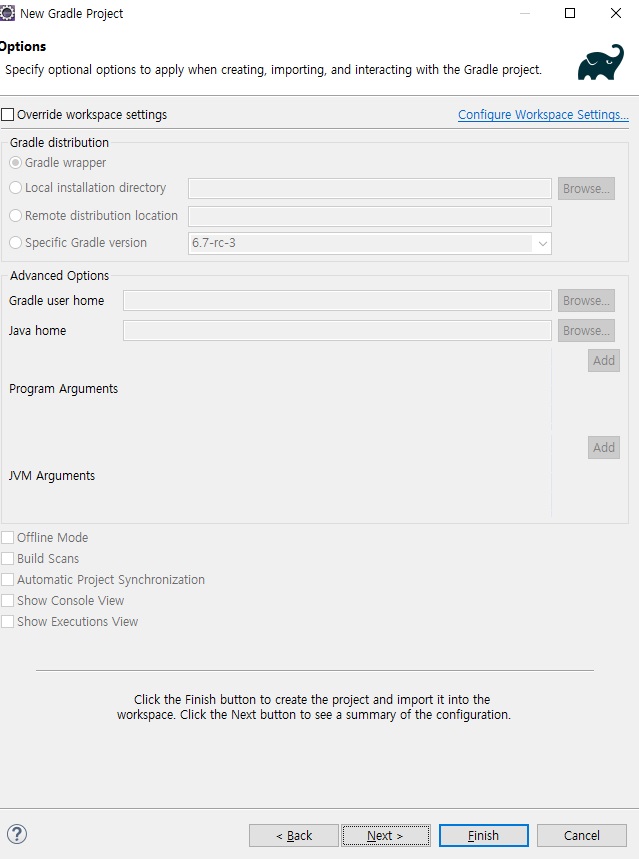 New Gradle Project
Options
Specify optional options to apply when creating, importing, and interacting with the Gradle project.
Override workspace settings
Configure Workspace Settings...
Gradle distribution
Gradle wrapper
Local installation directory
Browse...
Remote distribution location
Specific Gradle version
6.7-rc-3
Advanced Options
Gradle user home
Browse...
Java home
Browse...
Add
Program Arguments
Add
JVM Arguments
Offline Mode
Build Scans
Automatic Project Synchronization
Show Console View
Show Executions View
Click the Finish button to create the project and import it into the
workspace. Click the Next button to see a summary of the configuration.
?
< Back
Next >
Finish
Cancel